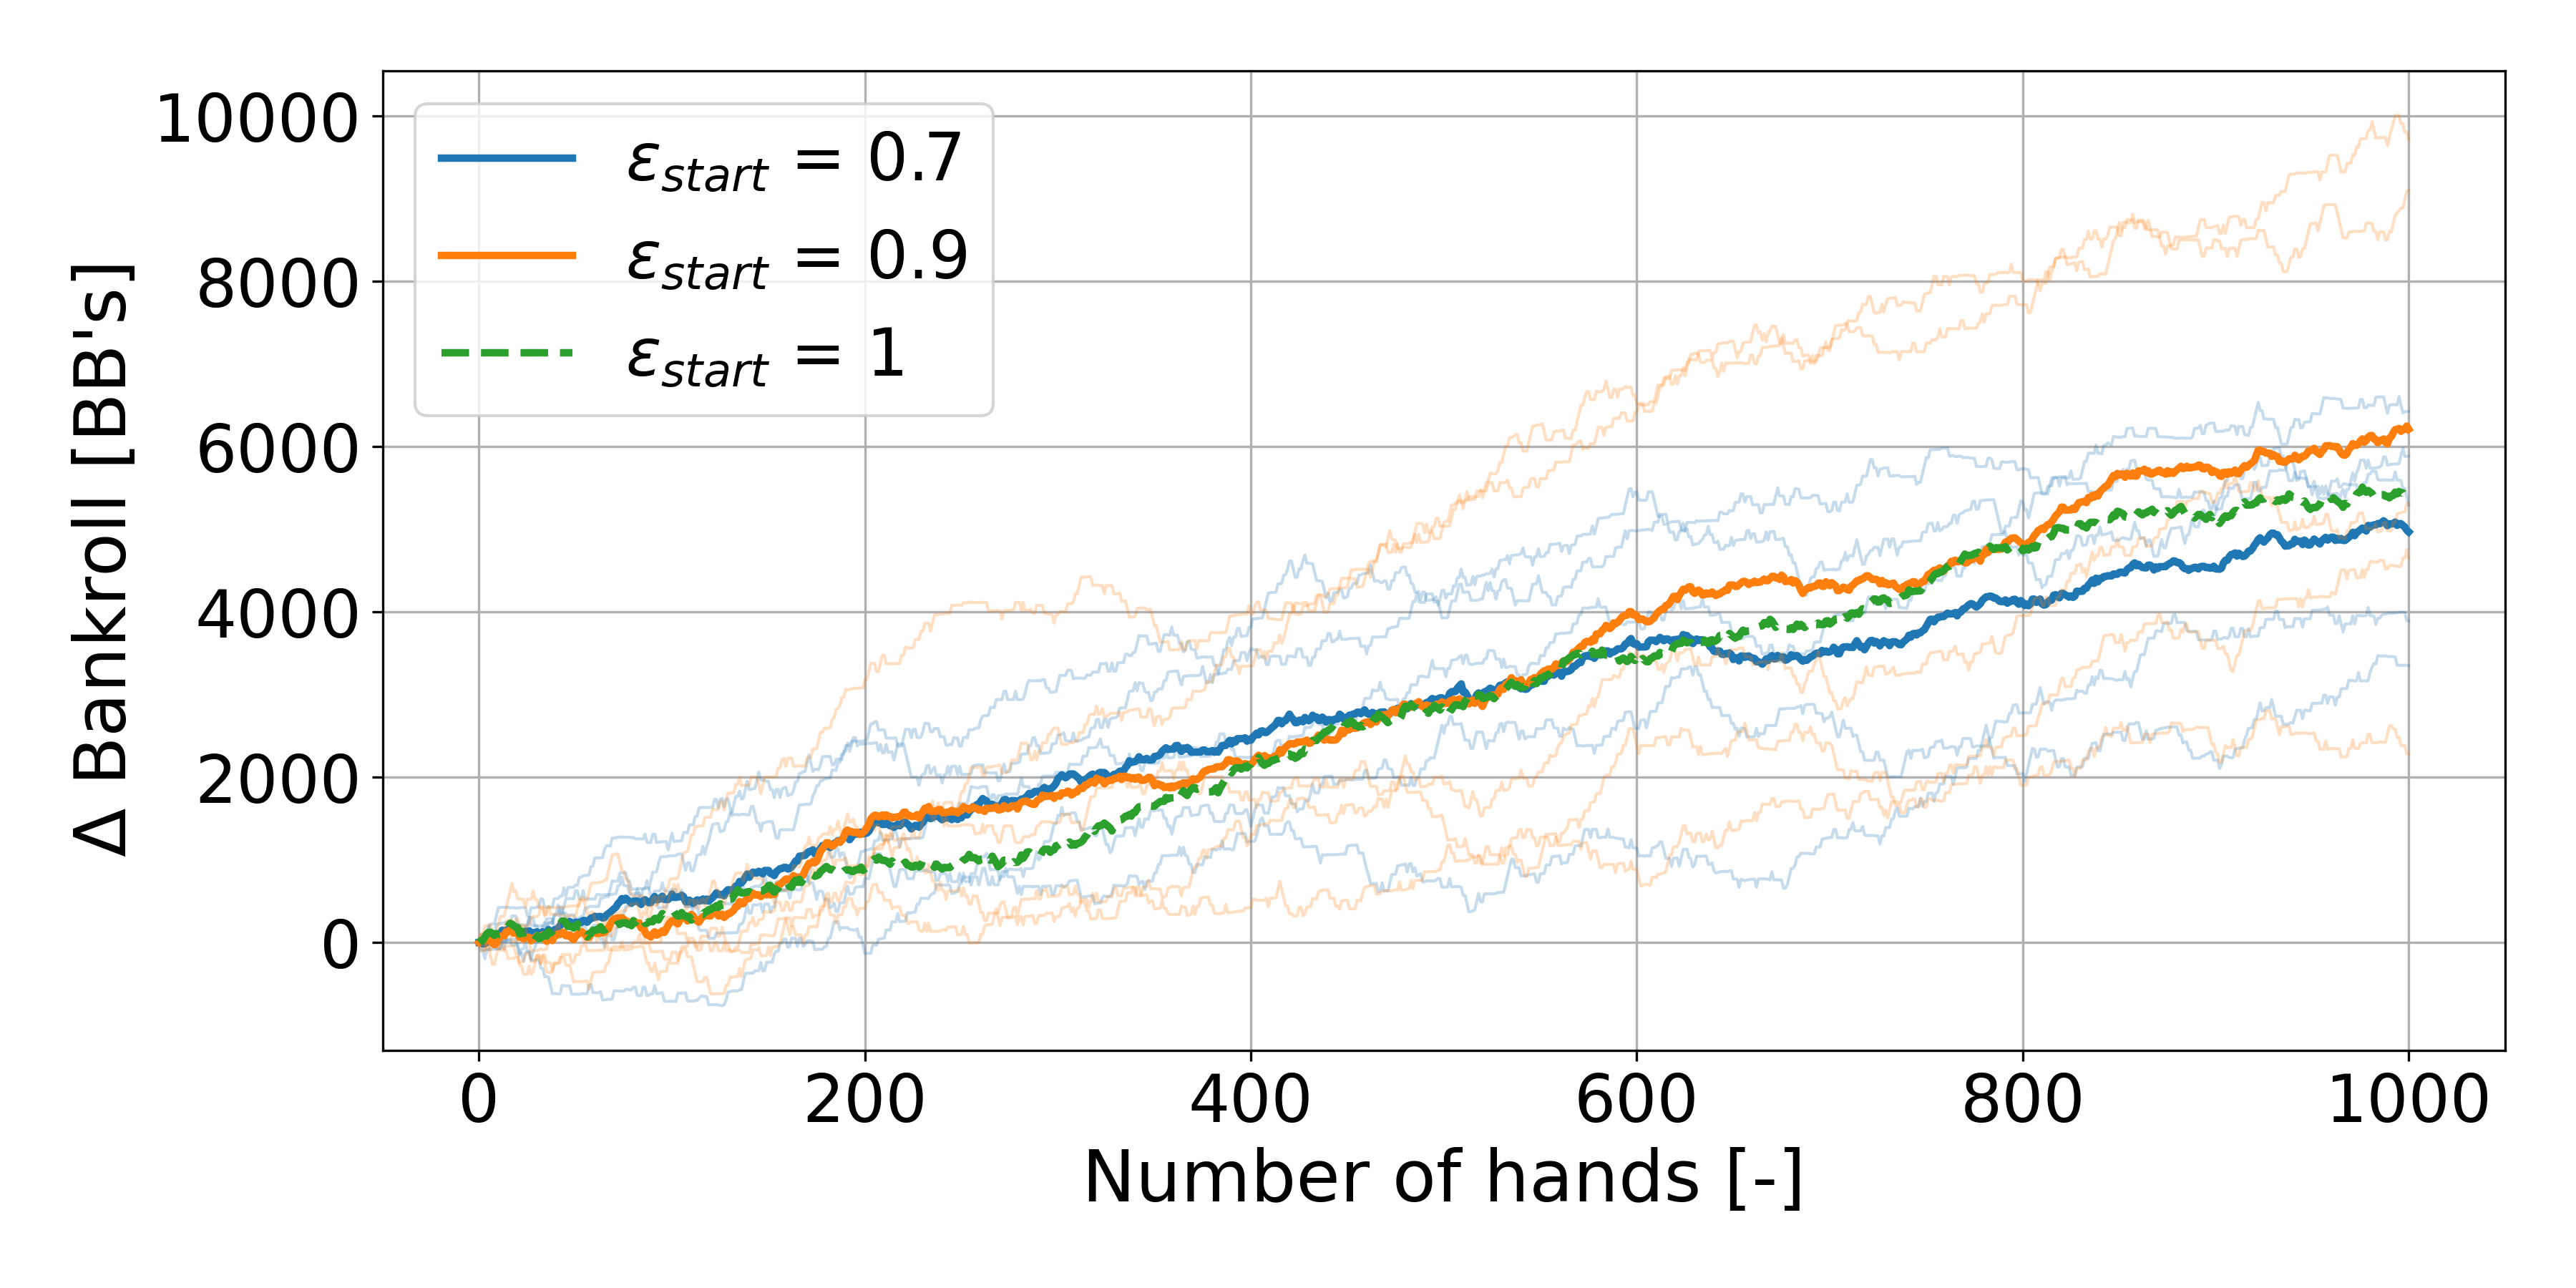 10000
8000
6000
4000
2000
0
Δ Bankroll [BB's]
ε_start = 0.7
ε_start = 0.9
ε_start = 1
0 200 400 600 800 1000
Number of hands [-]